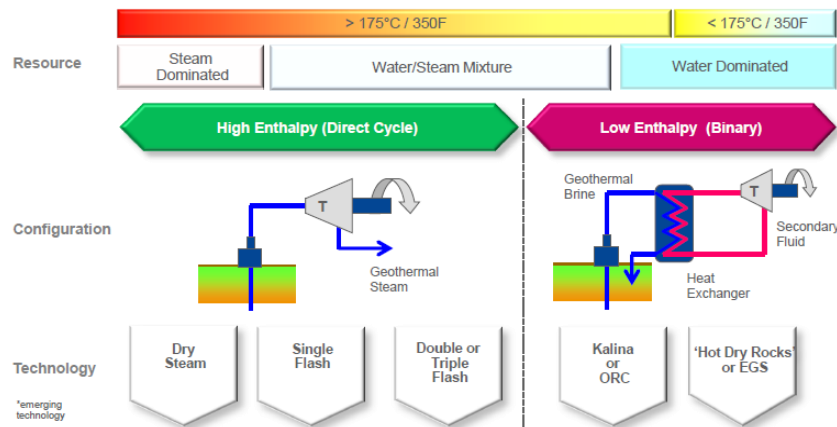 > 175°C / 350F
< 175°C / 350F
Resource
Steam
Dominated
Water/Steam Mixture
Water Dominated
High Enthalpy (Direct Cycle)
Low Enthalpy (Binary)
Configuration
T
Geothermal
Steam
Geothermal
Brine
T
Secondary
Fluid
Heat
Exchanger
Technology
Dry
Steam
Single
Flash
Double or
Triple
Flash
Kalina
or
ORC
‘Hot Dry Rocks’
or EGS
*emerging
technology